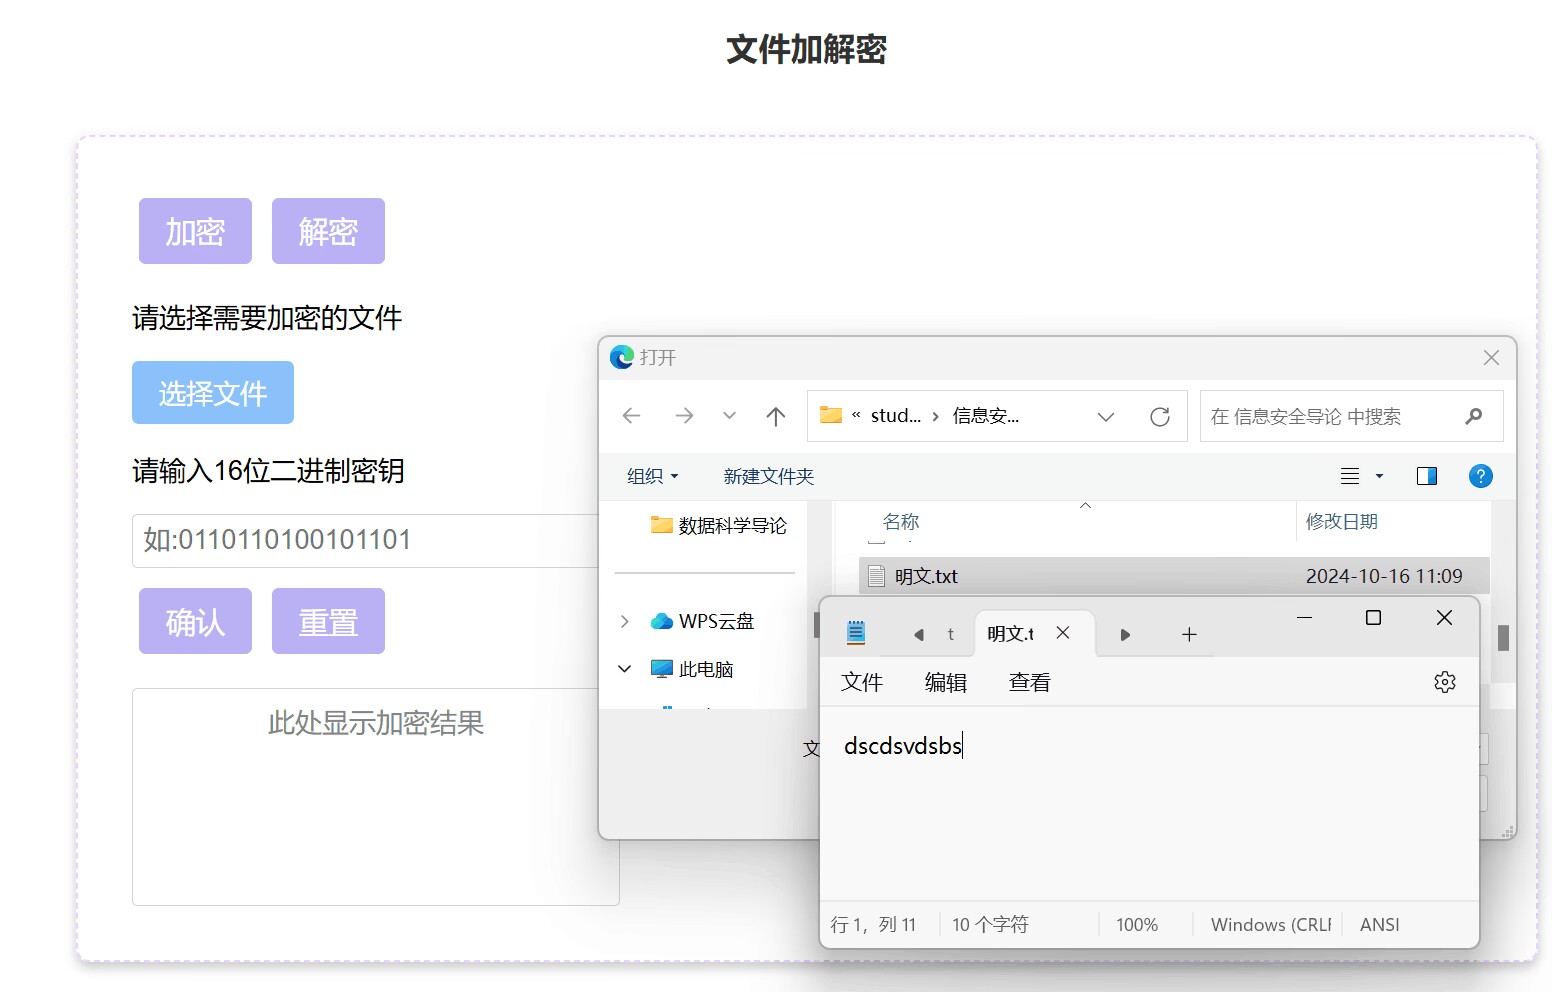 文件加解密
加密 解密
请选择需要加密的文件
选择文件
请输入16位二进制密钥
如:0110110100101101
确认 重置
此处显示加密结果
打开
« stud... › 信息安...
在 信息安全导论 中搜索
组织 新建文件夹
数据科学导论
WPS云盘
此电脑
名称 修改日期
明文.txt 2024-10-16 11:09
文
t 明文.t
文件 编辑 查看
dscdsvdsbs
行 1，列 11 10 个字符 100% Windows (CRLF ANSI